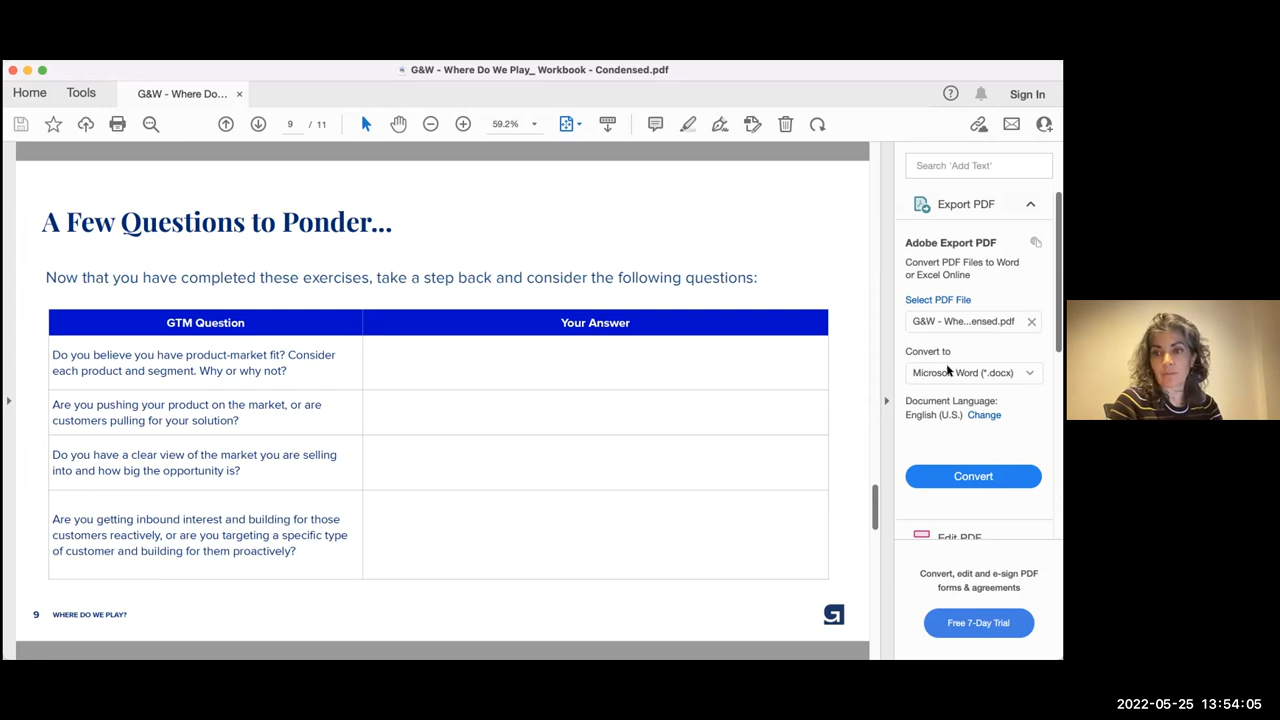 G&W - Where Do We Play_ Workbook - Condensed.pdf
Home Tools G&W - Where Do... × Sign In
9 / 11 59.2%
Search 'Add Text'
Export PDF
Adobe Export PDF
Convert PDF Files to Word
or Excel Online
Select PDF File
G&W - Whe...ensed.pdf
Convert to
Microsoft Word (*.docx)
Document Language:
English (U.S.) Change
Convert
Edit PDF
Convert, edit and e-sign PDF
forms & agreements
Free 7-Day Trial
A Few Questions to Ponder...
Now that you have completed these exercises, take a step back and consider the following questions:
GTM Question Your Answer
Do you believe you have product-market fit? Consider
each product and segment. Why or why not?
Are you pushing your product on the market, or are
customers pulling for your solution?
Do you have a clear view of the market you are selling
into and how big the opportunity is?
Are you getting inbound interest and building for those
customers reactively, or are you targeting a specific type
of customer and building for them proactively?
9 WHERE DO WE PLAY?
G
2022-05-25 13:54:05